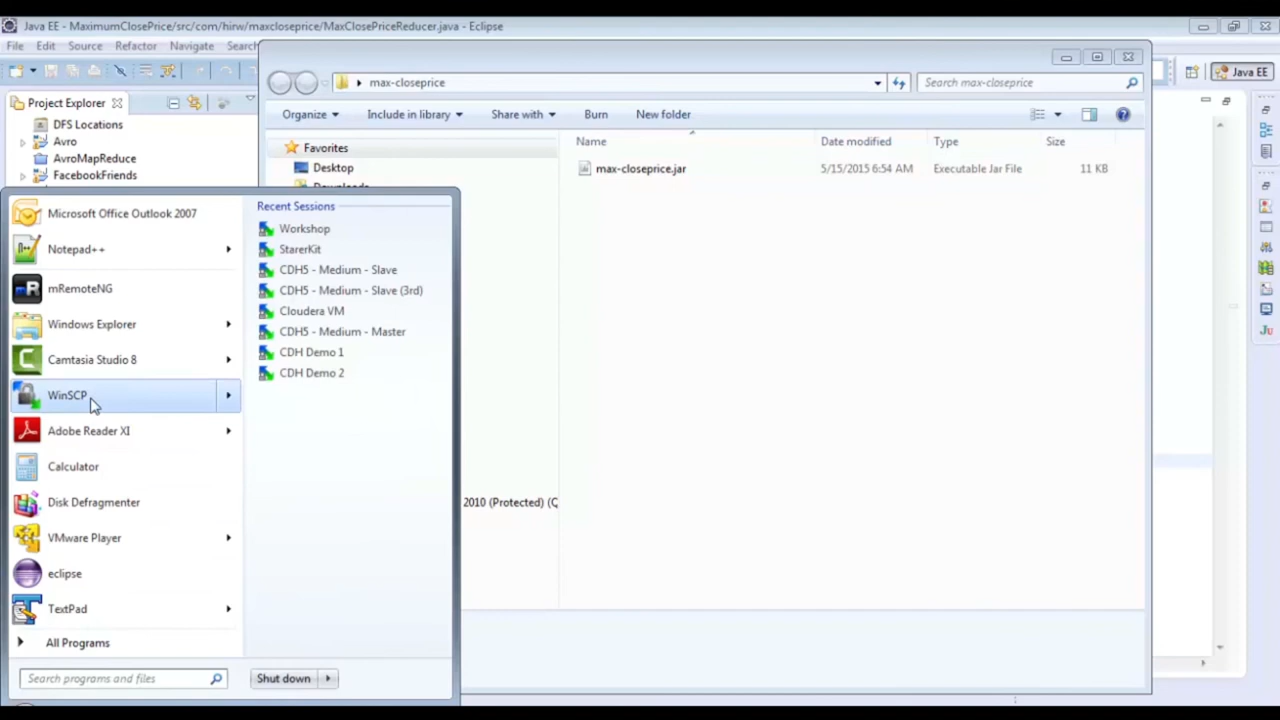 Java EE - MaximumClosePrice/src/com/hirw/maxcloseprice/MaxClosePriceReducer.java - Eclipse
File Edit Source Refactor Navigate Search
Java EE
Project Explorer
DFS Locations
Avro
AvroMapReduce
FacebookFriends
max-closeprice
Search max-closeprice
Organize Include in library Share with Burn New folder
Favorites
Desktop
Downloads
Name Date modified Type Size
max-closeprice.jar 5/15/2015 6:54 AM Executable Jar File 11 KB
2010 (Protected) (Q
Microsoft Office Outlook 2007
Notepad++
mRemoteNG
Windows Explorer
Camtasia Studio 8
WinSCP
Adobe Reader XI
Calculator
Disk Defragmenter
VMware Player
eclipse
TextPad
All Programs
Search programs and files
Shut down
Recent Sessions
Workshop
StarerKit
CDH5 - Medium - Slave
CDH5 - Medium - Slave (3rd)
Cloudera VM
CDH5 - Medium - Master
CDH Demo 1
CDH Demo 2